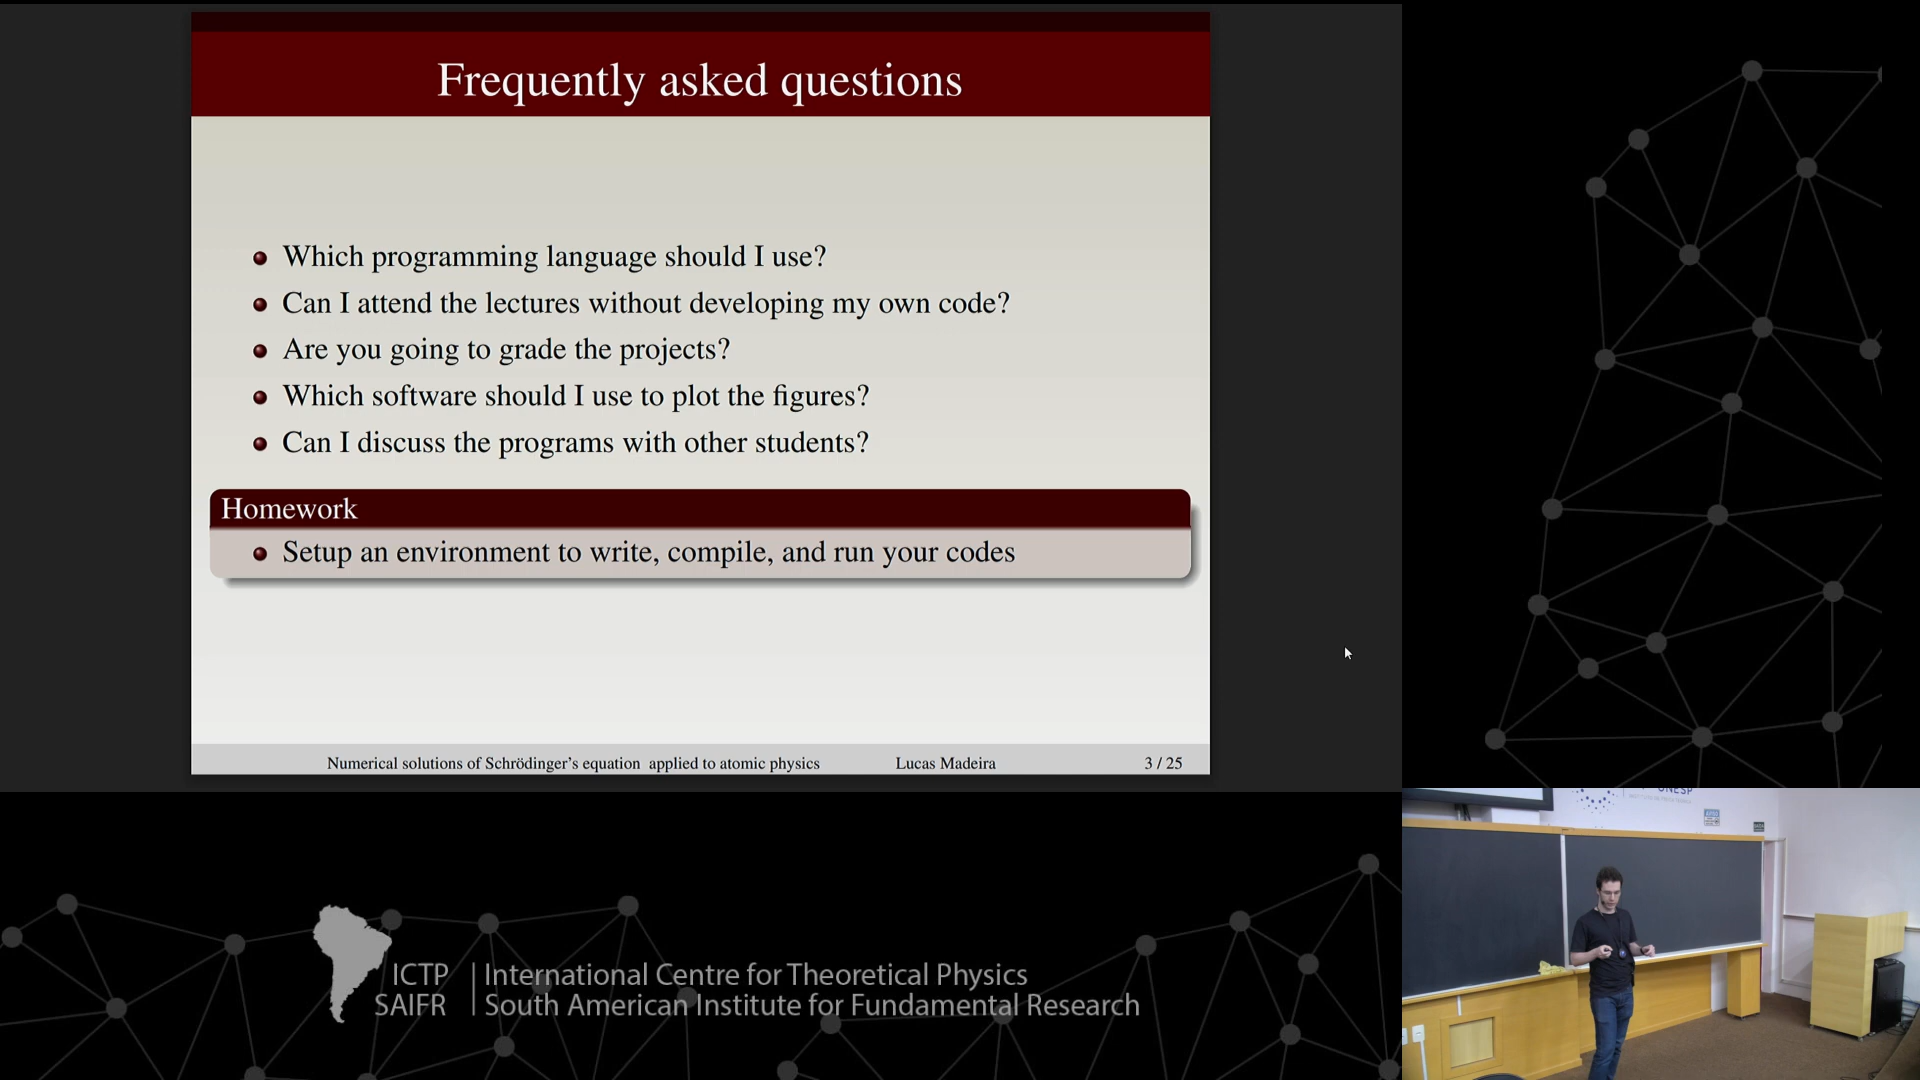 Frequently asked questions
Which programming language should I use?
Can I attend the lectures without developing my own code?
Are you going to grade the projects?
Which software should I use to plot the figures?
Can I discuss the programs with other students?
Homework
Setup an environment to write, compile, and run your codes
Numerical solutions of Schrödinger's equation applied to atomic physics Lucas Madeira 3 / 25
ICTP | International Centre for Theoretical Physics
SAIFR | South American Institute for Fundamental Research